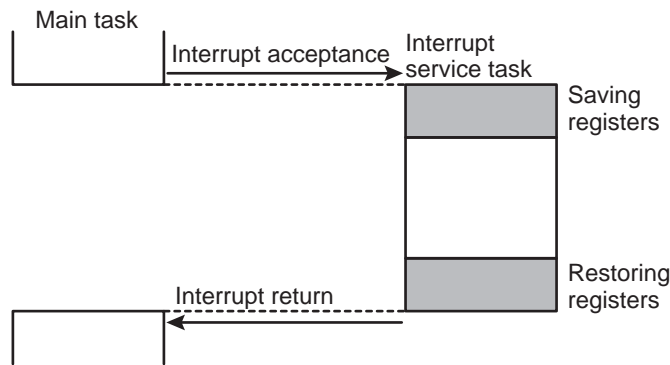 Main task
Interrupt acceptance
Interrupt
service task
Saving
registers
Restoring
registers
Interrupt return